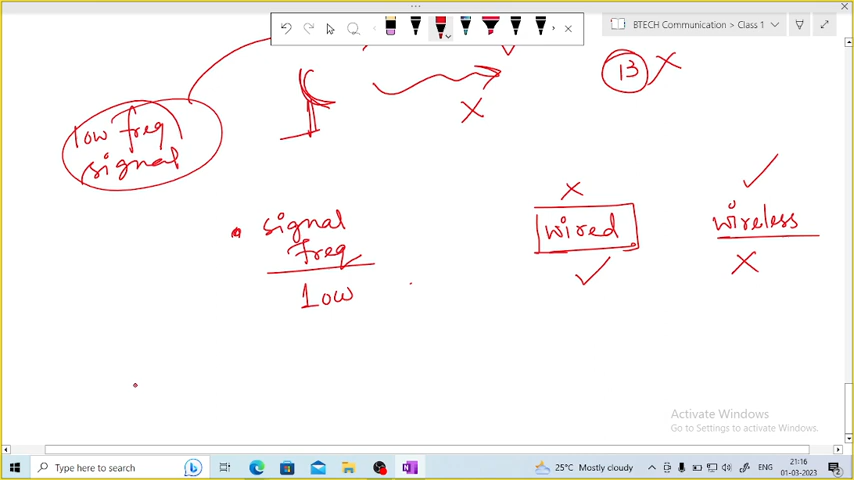 BTECH Communication > Class 1
13
low freq
signal
signal
freq
low
wired
wireless
Activate Windows
Go to Settings to activate Windows.
Type here to search
25°C Mostly cloudy
ENG
21:16
01-03-2023
2